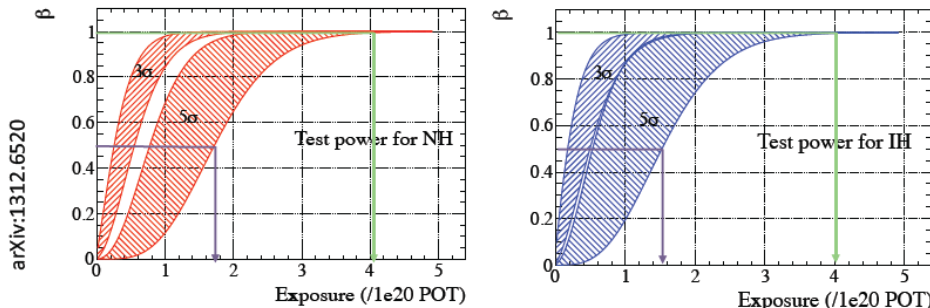 arXiv:1312.6520
β
1
0.8
0.6
0.4
0.2
0
3σ
5σ
Test power for NH
0 1 2 3 4 5
Exposure (/1e20 POT)
β
1
0.8
0.6
0.4
0.2
0
3σ
5σ
Test power for IH
0 1 2 3 4 5
Exposure (/1e20 POT)